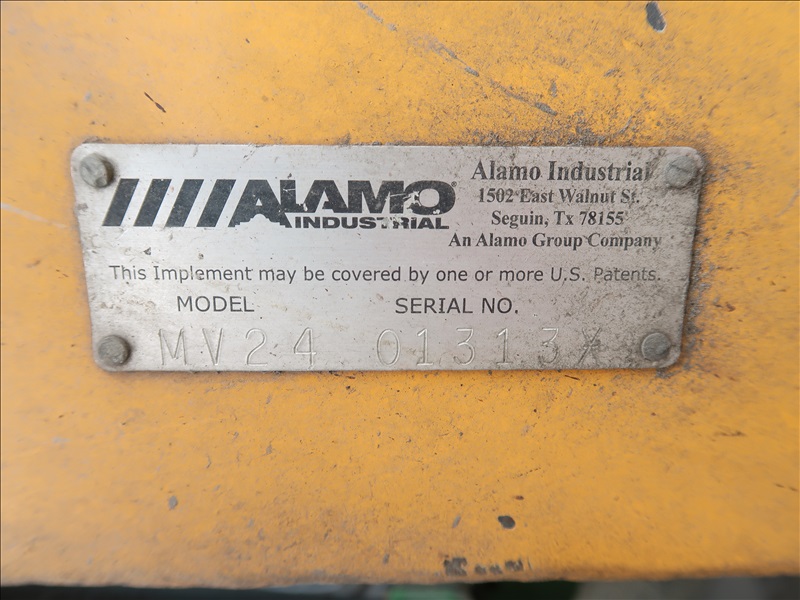 ALAMO
INDUSTRIAL
Alamo Industrial
1502 East Walnut St.
Seguin, Tx 78155
An Alamo Group Company
This Implement may be covered by one or more U.S. Patents.
MODEL SERIAL NO.
MV24 01313X